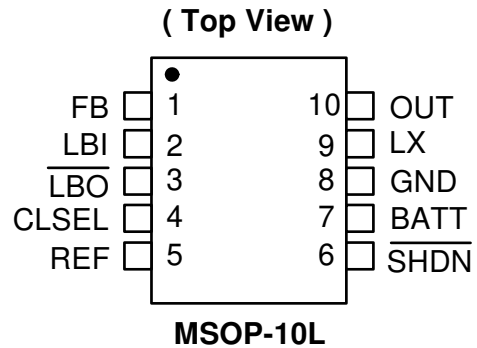 ( Top View )
FB 1 10 OUT
LBI 2 9 LX
LBO 3 8 GND
CLSEL 4 7 BATT
REF 5 6 SHDN
MSOP-10L